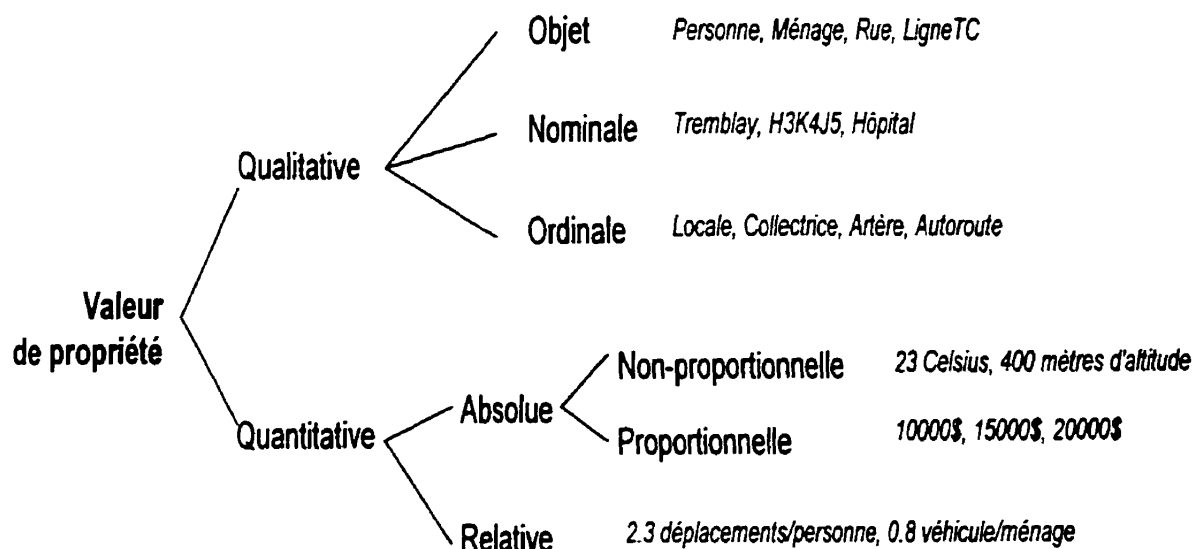 Objet Personne, Ménage, Rue, LigneTC
Nominale Tremblay, H3K4J5, Hôpital
Qualitative
Ordinale Locale, Collectrice, Artère, Autoroute
Valeur
de propriété
Non-proportionnelle 23 Celsius, 400 mètres d'altitude
Absolue
Quantitative
Proportionnelle 10000$, 15000$, 20000$
Relative 2.3 déplacements/personne, 0.8 véhicule/ménage